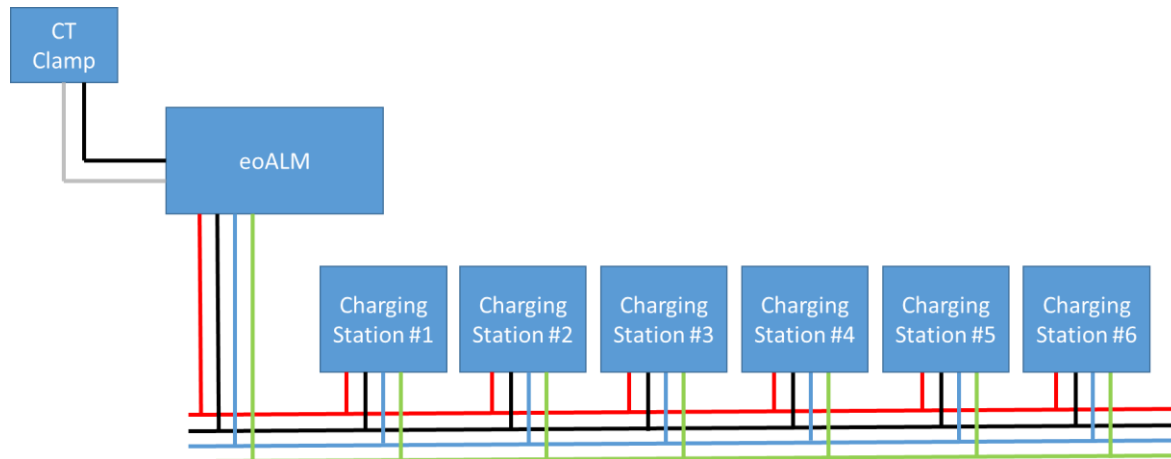 CT
Clamp
eoALM
Charging
Station #1
Charging
Station #2
Charging
Station #3
Charging
Station #4
Charging
Station #5
Charging
Station #6